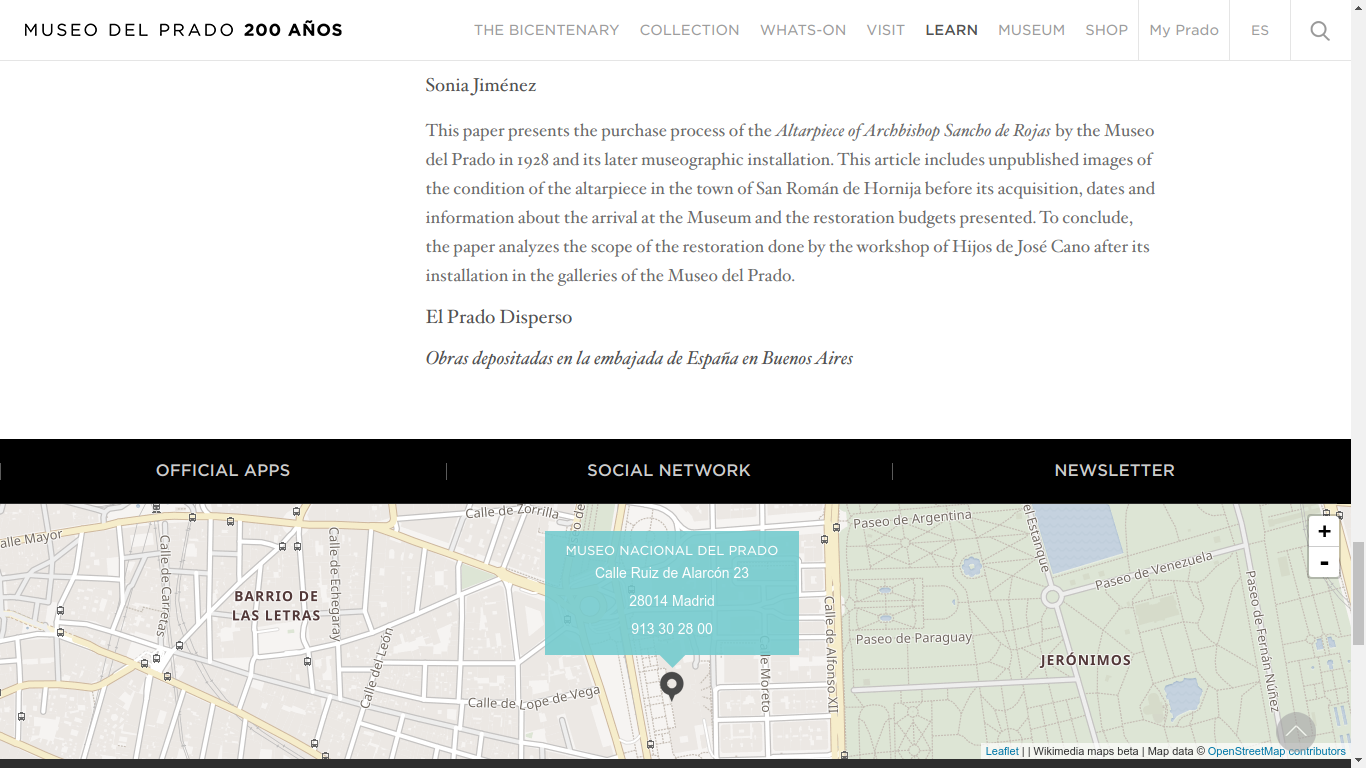 MUSEO DEL PRADO 200 AÑOS
THE BICENTENARY
COLLECTION
WHATS-ON
VISIT
LEARN
MUSEUM
SHOP
My Prado
ES
Sonia Jiménez
This paper presents the purchase process of the Altarpiece of Archbishop Sancho de Rojas by the Museo
del Prado in 1928 and its later museographic installation. This article includes unpublished images of
the condition of the altarpiece in the town of San Román de Hornija before its acquisition, dates and
information about the arrival at the Museum and the restoration budgets presented. To conclude,
the paper analyzes the scope of the restoration done by the workshop of Hijos de José Cano after its
installation in the galleries of the Museo del Prado.
El Prado Disperso
Obras depositadas en la embajada de España en Buenos Aires
OFFICIAL APPS
SOCIAL NETWORK
NEWSLETTER
MUSEO NACIONAL DEL PRADO
Calle Ruiz de Alarcón 23
28014 Madrid
913 30 28 00
alle Mayor
Calle de Carretas
Calle de Echegaray
Calle de Zorrilla
BARRIO DE
LAS LETRAS
Calle del León
Calle de Lope de Vega
le Moreto
Calle de Alfonso XII
Paseo de Argentina
el Estanque
Paseo de Venezuela
Paseo de Paraguay
JERÓNIMOS
Paseo de Fernán Núñez
+
-
Leaflet | | Wikimedia maps beta | Map data © OpenStreetMap contributors